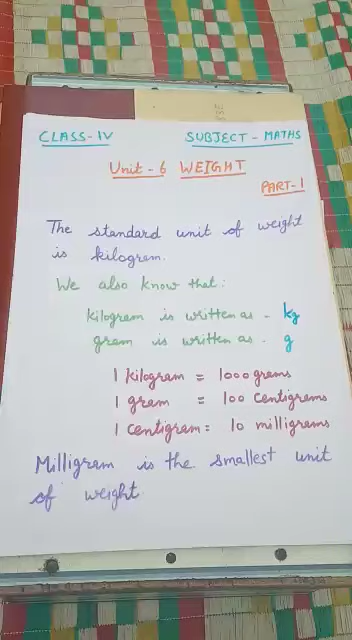 CLASS-IV SUBJECT - MATHS
Unit - 6 WEIGHT
PART-1
The standard unit of weight
is kilogram.
We also know that:
kilogram is written as - kg
gram is written as - g
1 kilogram = 1000 grams
1 gram = 100 centigrams
1 centigram = 10 milligrams
Milligram is the smallest unit
of weight.